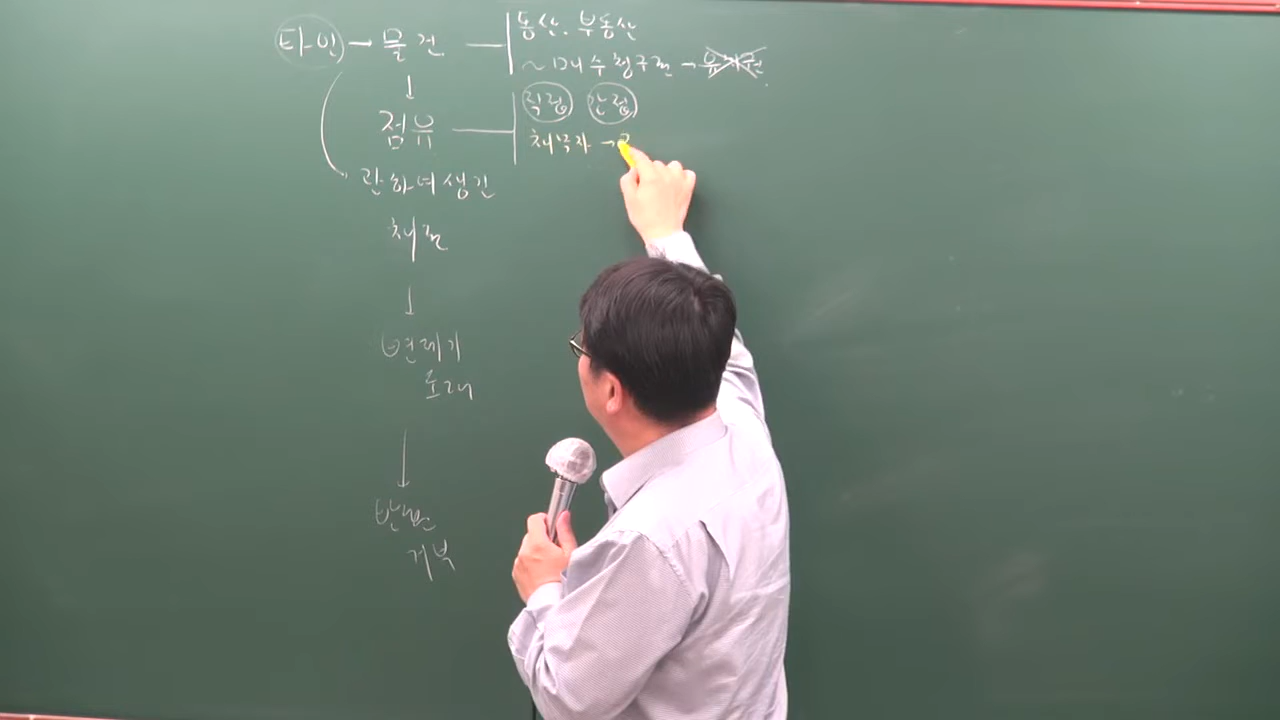 타인 → 물건 — 동산. 부동산
~ 매수청구권 → 유치권
↓
점유 — 직접 간접
채무자 →
관하여 생긴
채권
↓
변제기
도래
↓
반환
거부